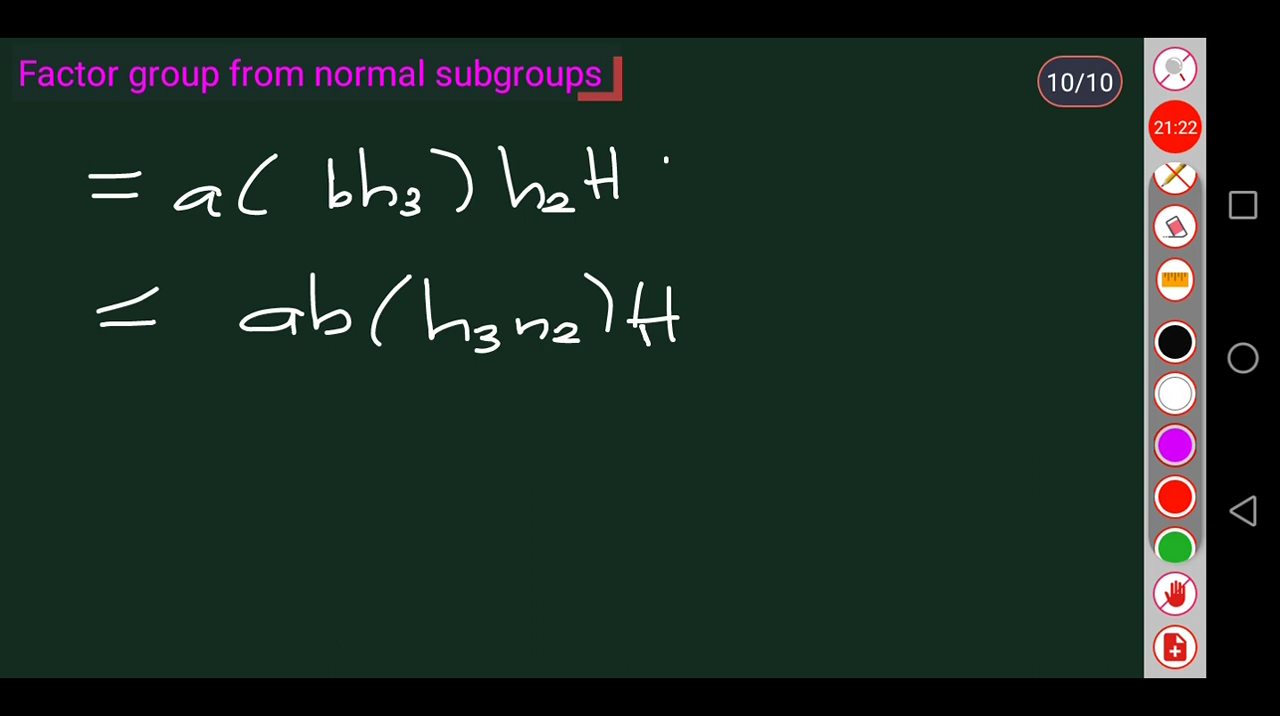 Factor group from normal subgroups
10/10
21:22
= a( bh₃)h₂H
= ab(h₃h₂)H